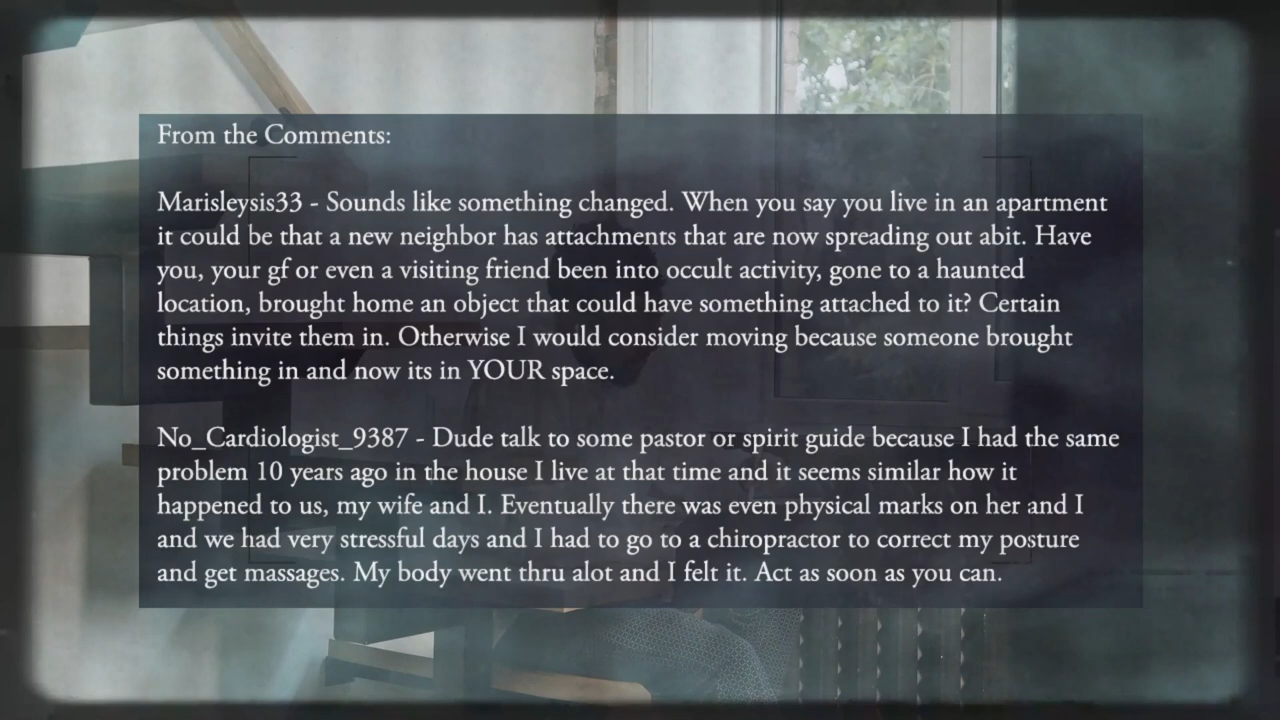 From the Comments:
Marisleysis33 - Sounds like something changed. When you say you live in an apartment
it could be that a new neighbor has attachments that are now spreading out abit. Have
you, your gf or even a visiting friend been into occult activity, gone to a haunted
location, brought home an object that could have something attached to it? Certain
things invite them in. Otherwise I would consider moving because someone brought
something in and now its in YOUR space.
No_Cardiologist_9387 - Dude talk to some pastor or spirit guide because I had the same
problem 10 years ago in the house I live at that time and it seems similar how it
happened to us, my wife and I. Eventually there was even physical marks on her and I
and we had very stressful days and I had to go to a chiropractor to correct my posture
and get massages. My body went thru alot and I felt it. Act as soon as you can.